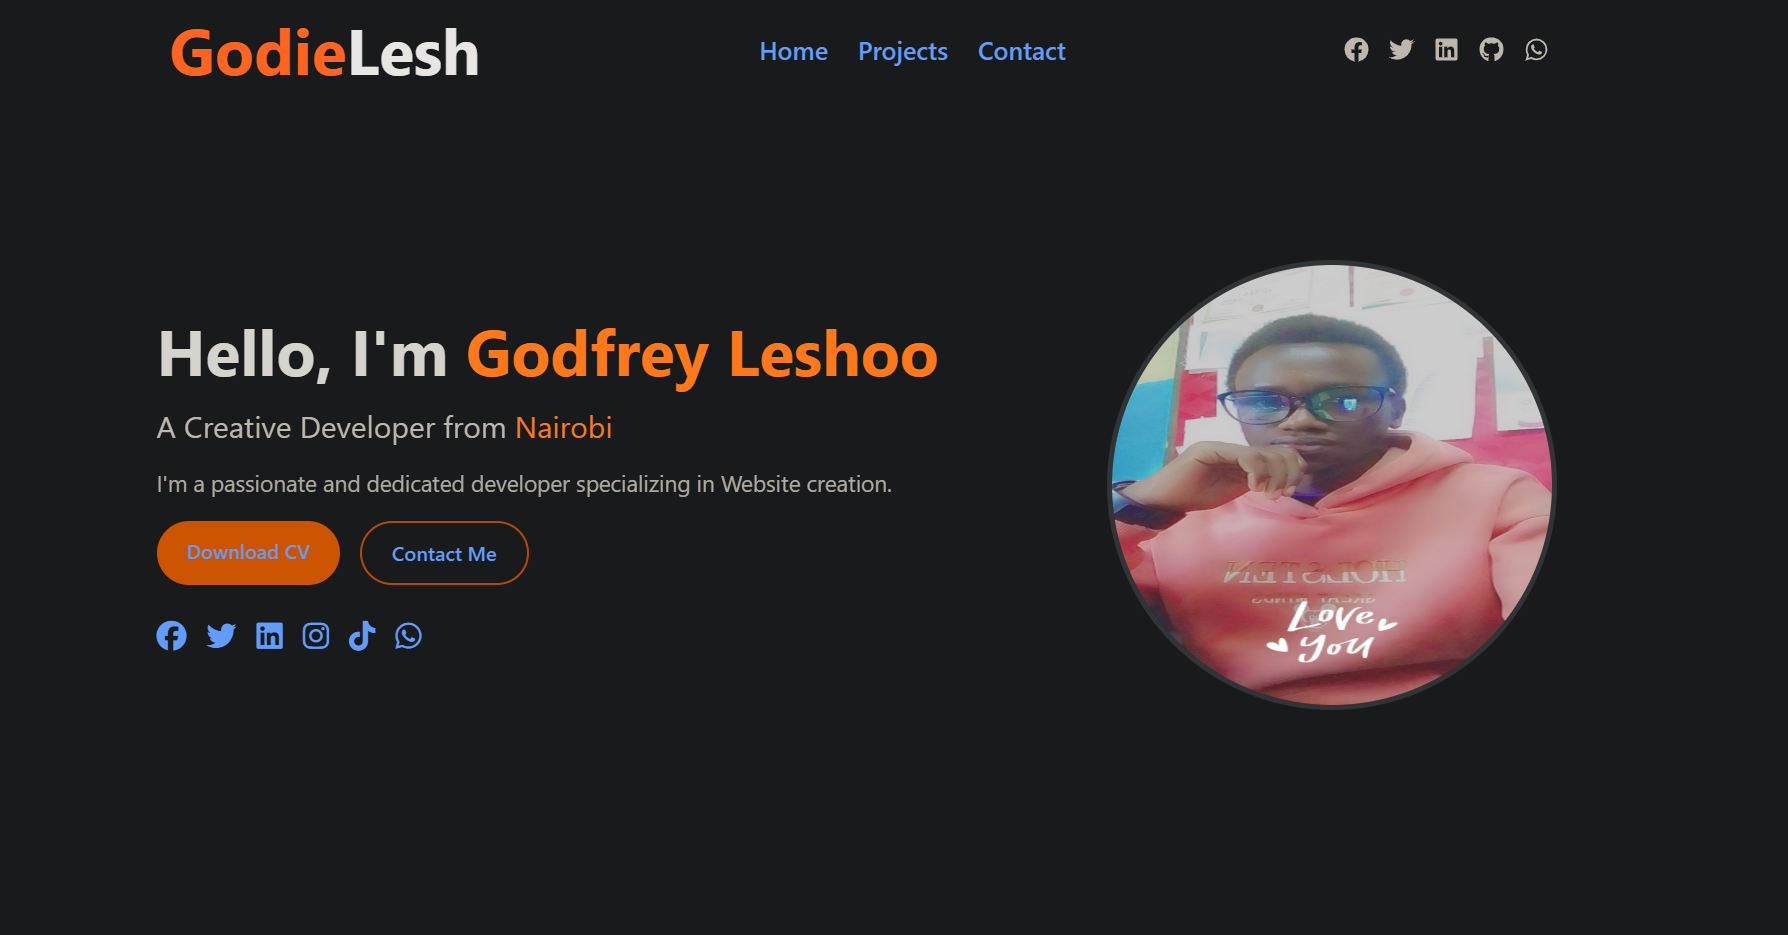 GodieLesh
Home Projects Contact
Hello, I'm Godfrey Leshoo
A Creative Developer from Nairobi
I'm a passionate and dedicated developer specializing in Website creation.
Download CV
Contact Me
HOLSTEN
Love
You